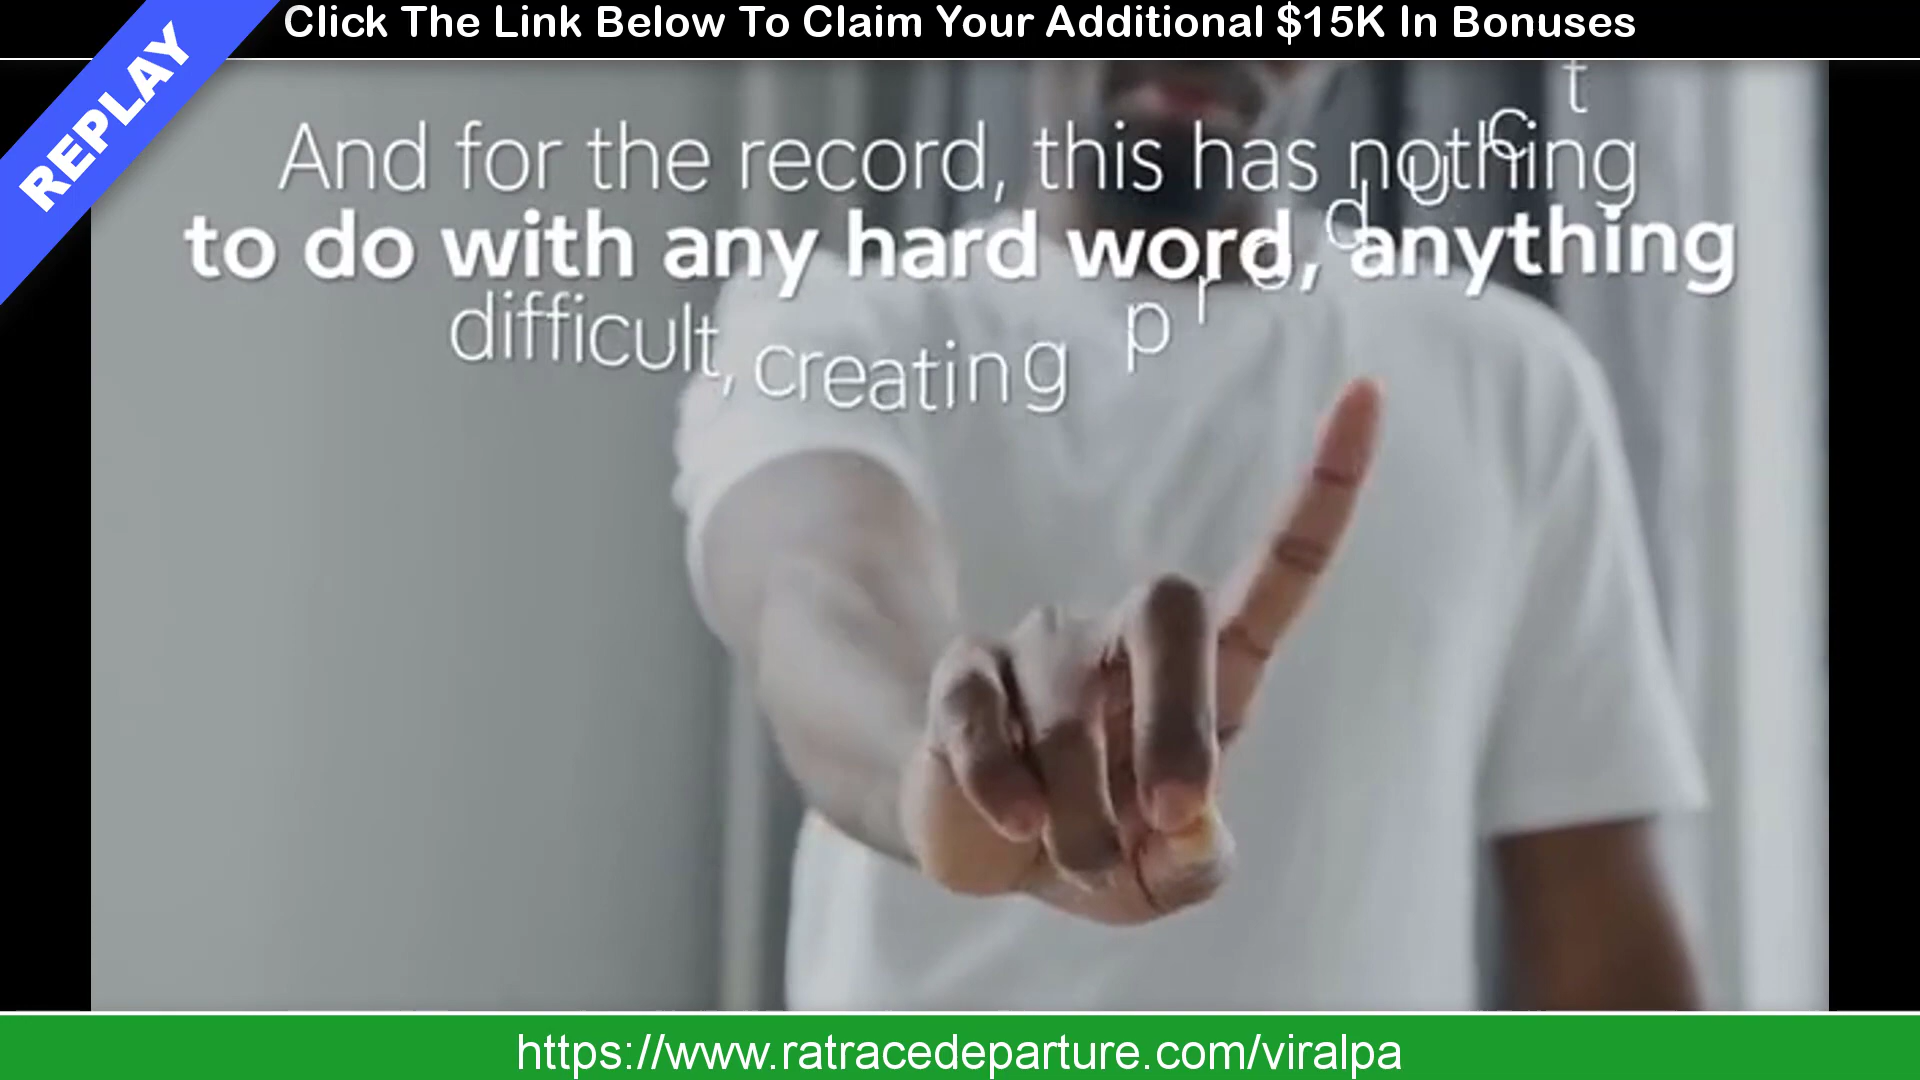 Click The Link Below To Claim Your Additional $15K In Bonuses
REPLAY
And for the record, this has nothing
to do with any hard word, anything
difficult, creating product
https://www.ratracedeparture.com/viralpa